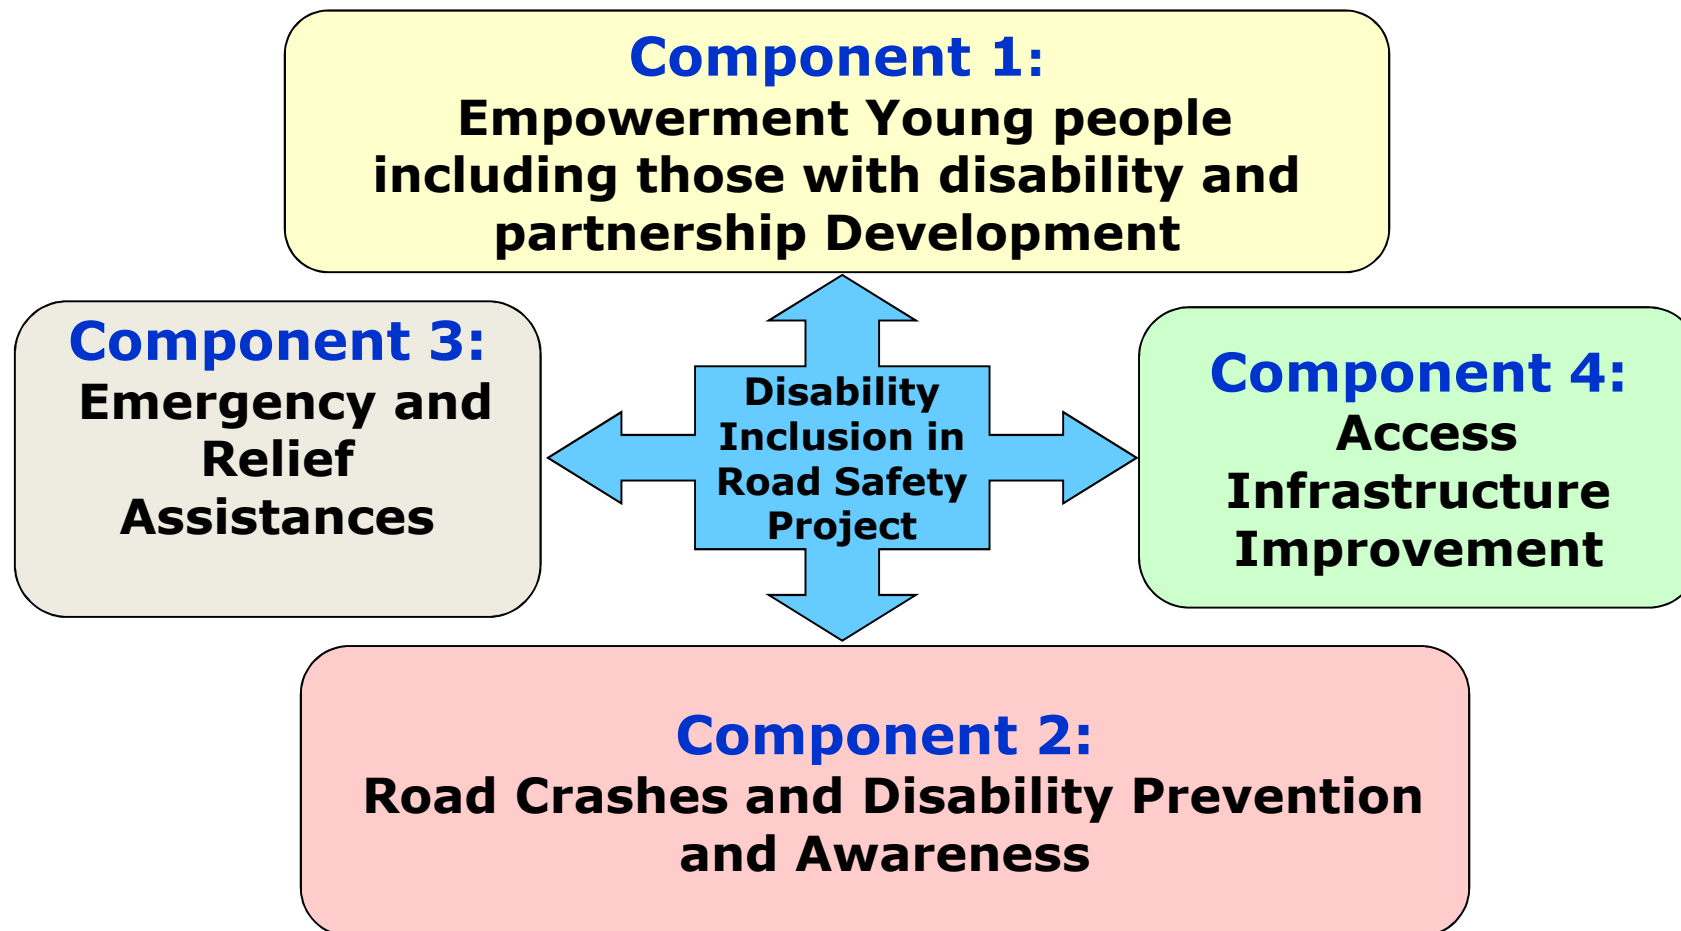 Component 1:
Empowerment Young people
including those with disability and
partnership Development
Component 3:
Emergency and
Relief
Assistances
Disability
Inclusion in
Road Safety
Project
Component 4:
Access
Infrastructure
Improvement
Component 2:
Road Crashes and Disability Prevention
and Awareness